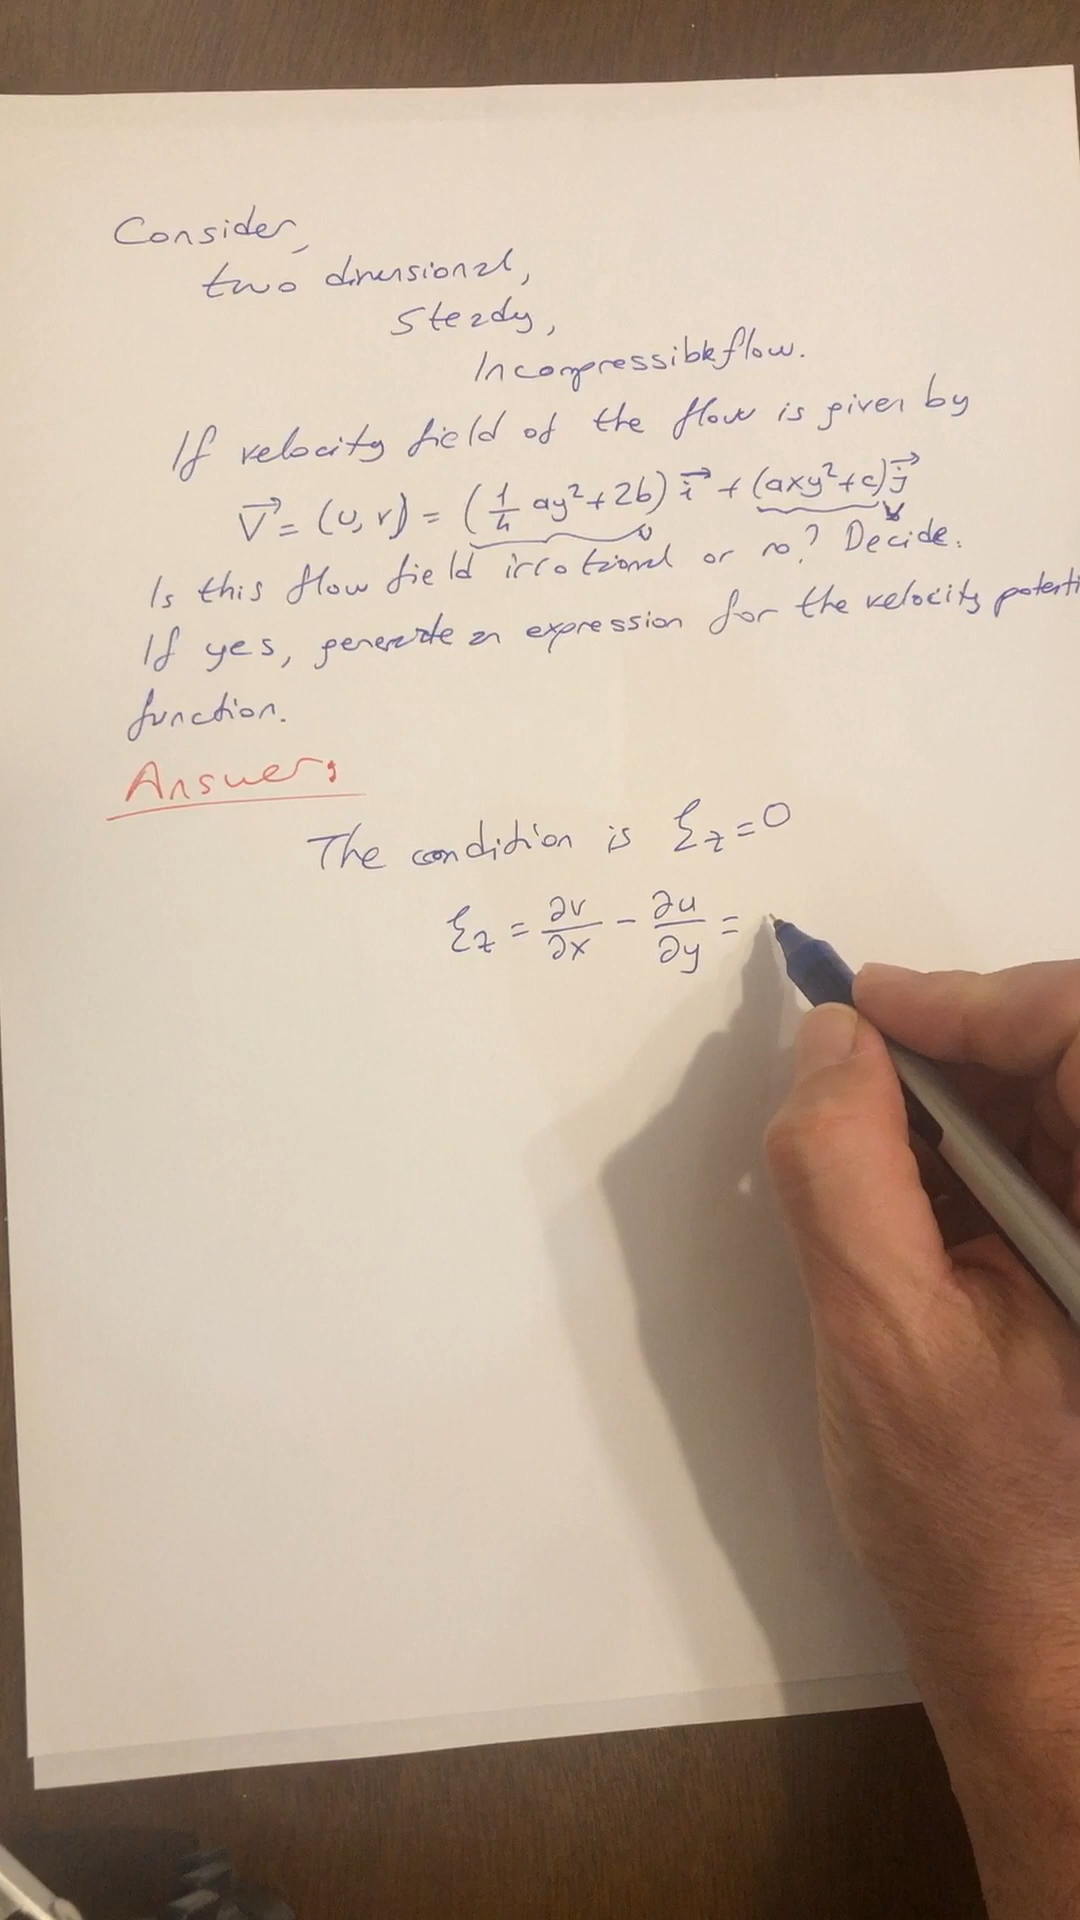 Consider,
two dimensional,
Steady,
Incompressible flow.
If velocity field of the flow is given by
V⃗ = (u, v) = (1/4 ay² + 2b) i⃗ + (axy² + c) j⃗
u v
Is this flow field irrotional or no? Decide.
If yes, generate an expression for the velocity potenti
function.
Answer:
The condition is ξz = 0
ξz = ∂v/∂x - ∂u/∂y =